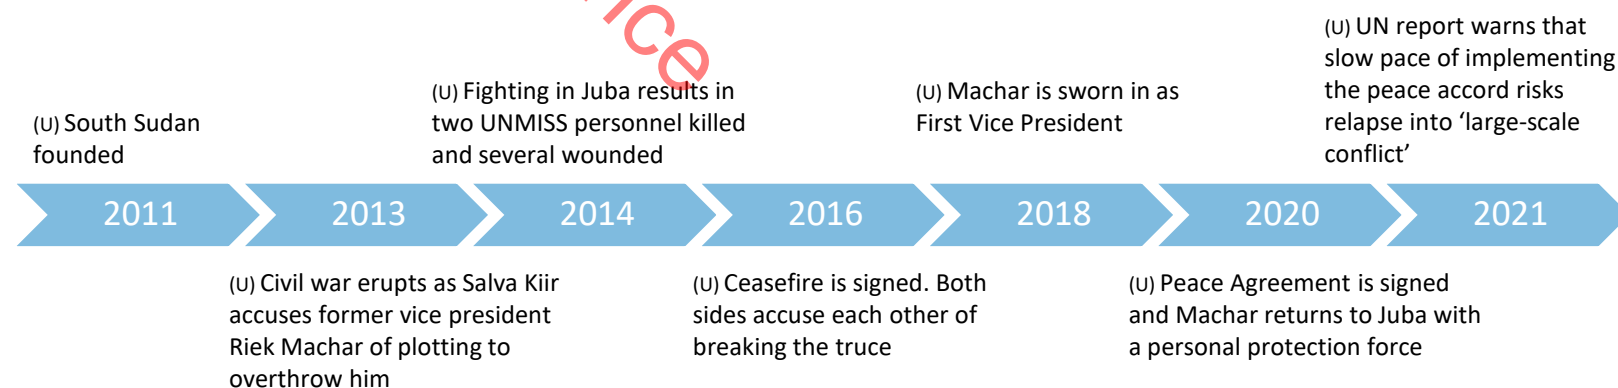 (U) South Sudan
founded
(U) Fighting in Juba results in
two UNMISS personnel killed
and several wounded
(U) Machar is sworn in as
First Vice President
(U) UN report warns that
slow pace of implementing
the peace accord risks
relapse into ‘large-scale
conflict’
2011 2013 2014 2016 2018 2020 2021
(U) Civil war erupts as Salva Kiir
accuses former vice president
Riek Machar of plotting to
overthrow him
(U) Ceasefire is signed. Both
sides accuse each other of
breaking the truce
(U) Peace Agreement is signed
and Machar returns to Juba with
a personal protection force